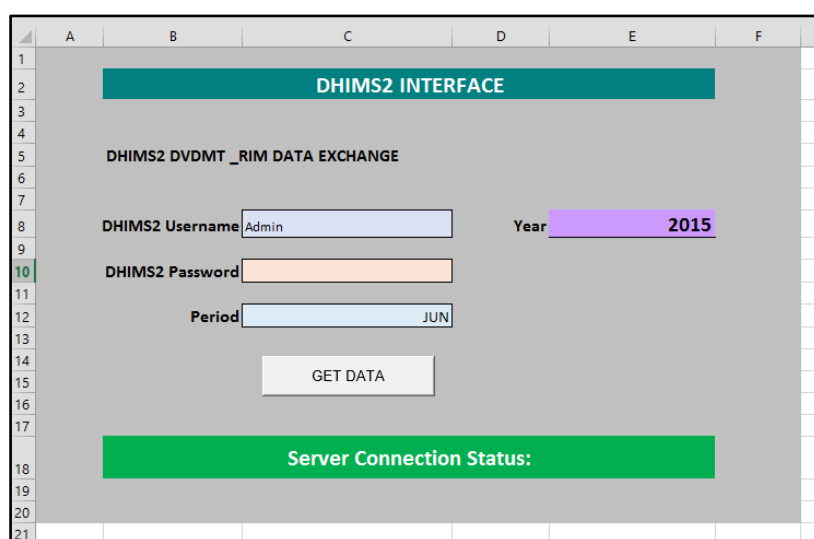 A B C D E F
1
2 DHIMS2 INTERFACE
3
4
5 DHIMS2 DVDMT _RIM DATA EXCHANGE
6
7
8 DHIMS2 Username Admin Year 2015
9
10 DHIMS2 Password
11
12 Period JUN
13
14
GET DATA
15
16
17
18 Server Connection Status:
19
20
21